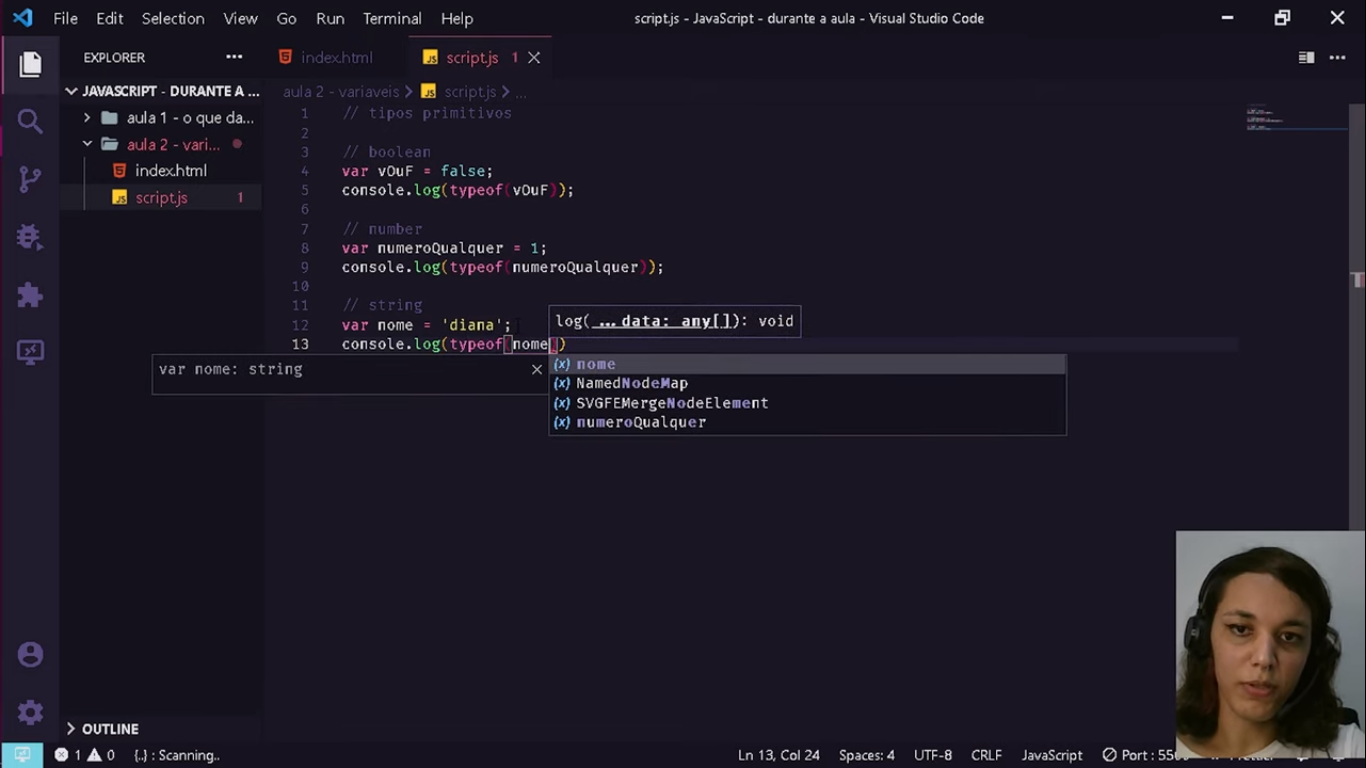 File Edit Selection View Go Run Terminal Help script.js - JavaScript - durante a aula - Visual Studio Code
EXPLORER ... index.html JS script.js 1
JAVASCRIPT - DURANTE A ...
aula 2 - variaveis > JS script.js > ...
aula 1 - o que da...
aula 2 - vari...
index.html
JS script.js 1
1 // tipos primitivos
2
3 // boolean
4 var vOuF = false;
5 console.log(typeof(vOuF));
6
7 // number
8 var numeroQualquer = 1;
9 console.log(typeof(numeroQualquer));
10
11 // string
12 var nome = 'diana';
log(...data: any[]): void
13 console.log(typeof(nome()
var nome: string
nome
NamedNodeMap
SVGFEMergeNodeElement
numeroQualquer
OUTLINE
1 0 {..} : Scanning.. Ln 13, Col 24 Spaces: 4 UTF-8 CRLF JavaScript Port : 550